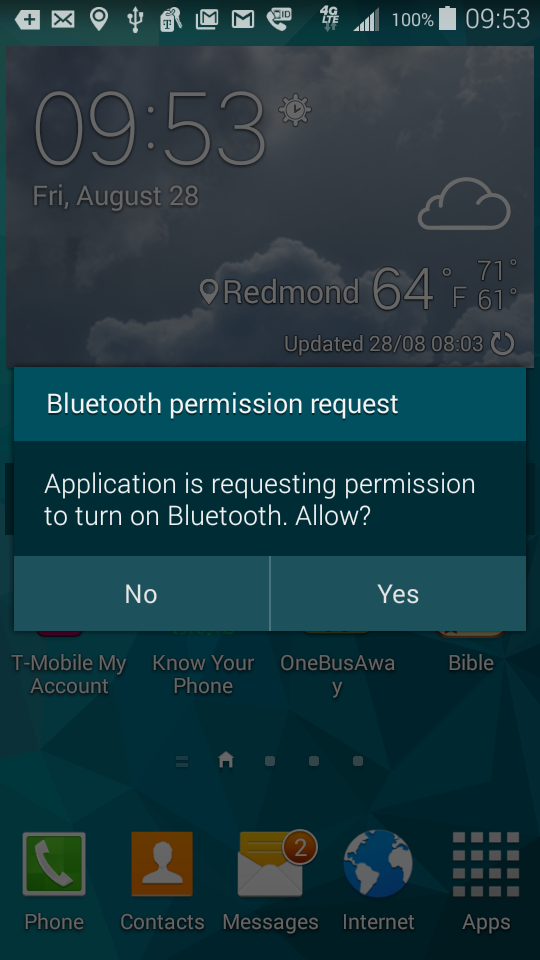 4G LTE 100% 09:53
09:53
Fri, August 28
71°
Redmond 64°F
61°
Updated 28/08 08:03
Bluetooth permission request
Application is requesting permission
to turn on Bluetooth. Allow?
No Yes
T-Mobile My
Account
Know Your
Phone
OneBusAwa
y
Bible
2
Phone Contacts Messages Internet Apps